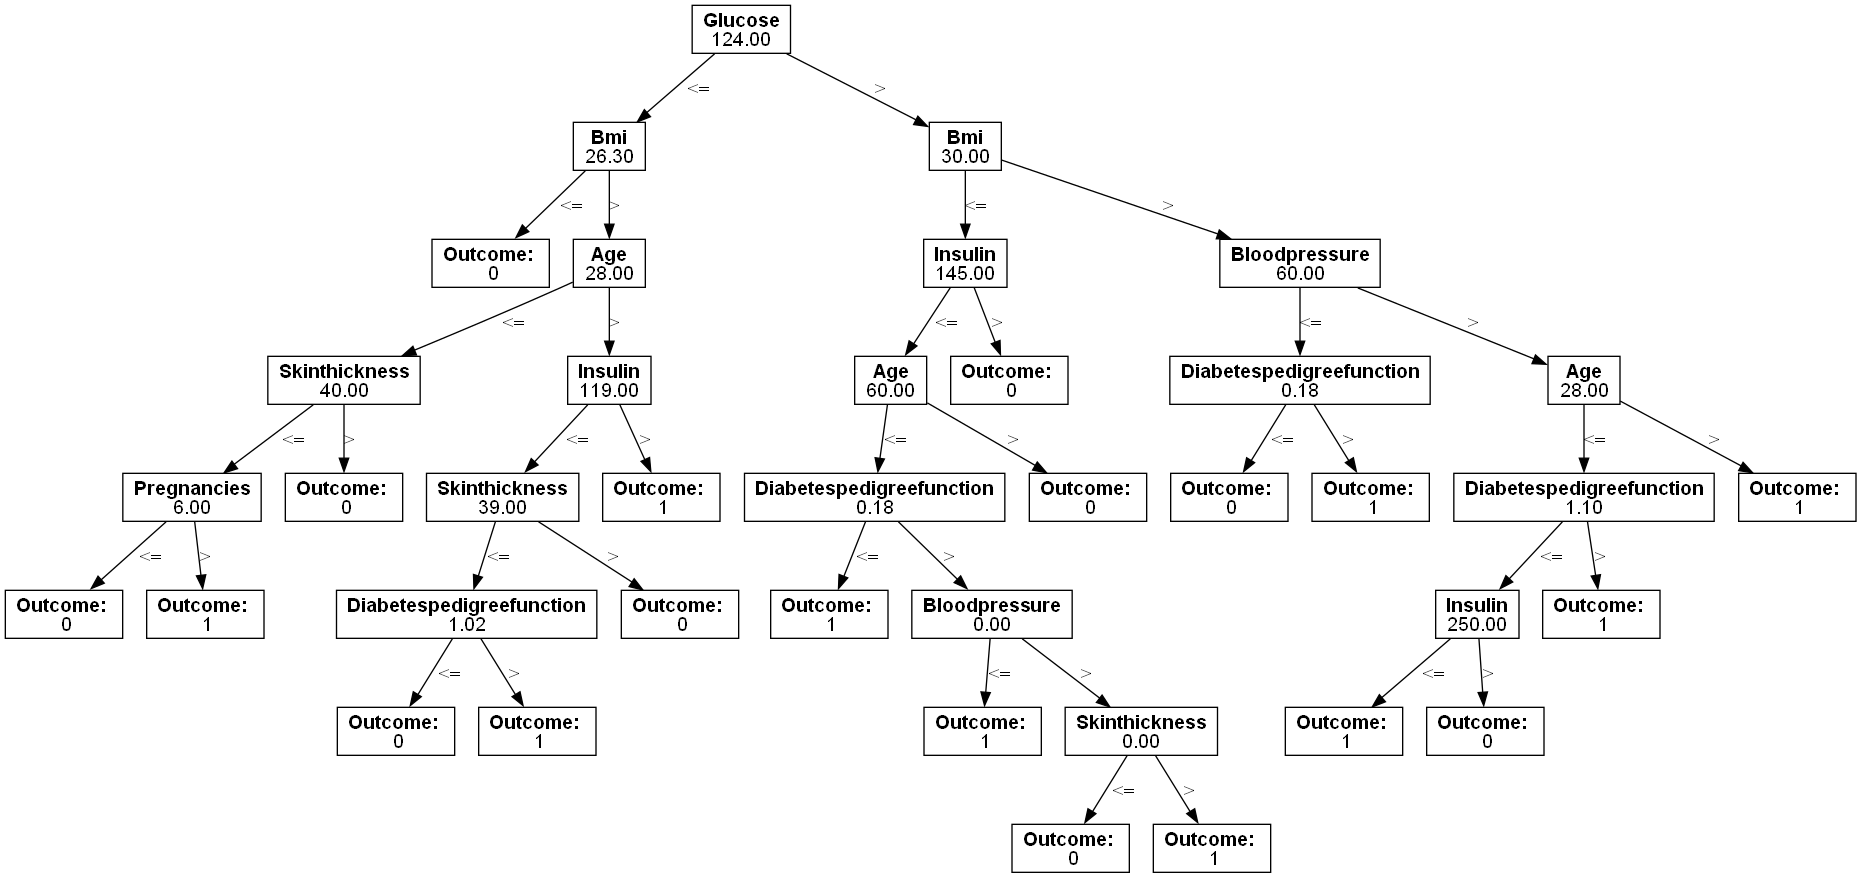 Glucose
124.00
<= >
Bmi
26.30
Bmi
30.00
<= > <= >
Outcome:
0
Age
28.00
Insulin
145.00
Bloodpressure
60.00
<= > <= > <= >
Skinthickness
40.00
Insulin
119.00
Age
60.00
Outcome:
0
Diabetespedigreefunction
0.18
Age
28.00
<= > <= > <= > <= > <= >
Pregnancies
6.00
Outcome:
0
Skinthickness
39.00
Outcome:
1
Diabetespedigreefunction
0.18
Outcome:
0
Outcome:
0
Outcome:
1
Diabetespedigreefunction
1.10
Outcome:
1
<= > <= > <= > <= >
Outcome:
0
Outcome:
1
Diabetespedigreefunction
1.02
Outcome:
0
Outcome:
1
Bloodpressure
0.00
Insulin
250.00
Outcome:
1
<= > <= > <= >
Outcome:
0
Outcome:
1
Outcome:
1
Skinthickness
0.00
Outcome:
1
Outcome:
0
<= >
Outcome:
0
Outcome:
1